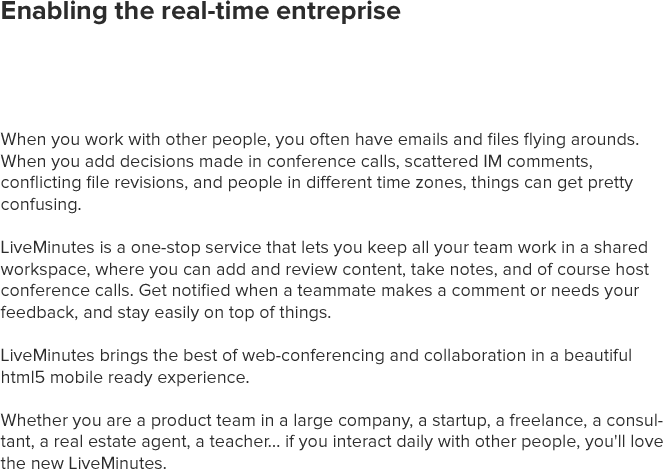 Enabling the real-time entreprise
When you work with other people, you often have emails and files flying arounds.
When you add decisions made in conference calls, scattered IM comments,
conflicting file revisions, and people in different time zones, things can get pretty
confusing.
LiveMinutes is a one-stop service that lets you keep all your team work in a shared
workspace, where you can add and review content, take notes, and of course host
conference calls. Get notified when a teammate makes a comment or needs your
feedback, and stay easily on top of things.
LiveMinutes brings the best of web-conferencing and collaboration in a beautiful
html5 mobile ready experience.
Whether you are a product team in a large company, a startup, a freelance, a consul-
tant, a real estate agent, a teacher... if you interact daily with other people, you'll love
the new LiveMinutes.